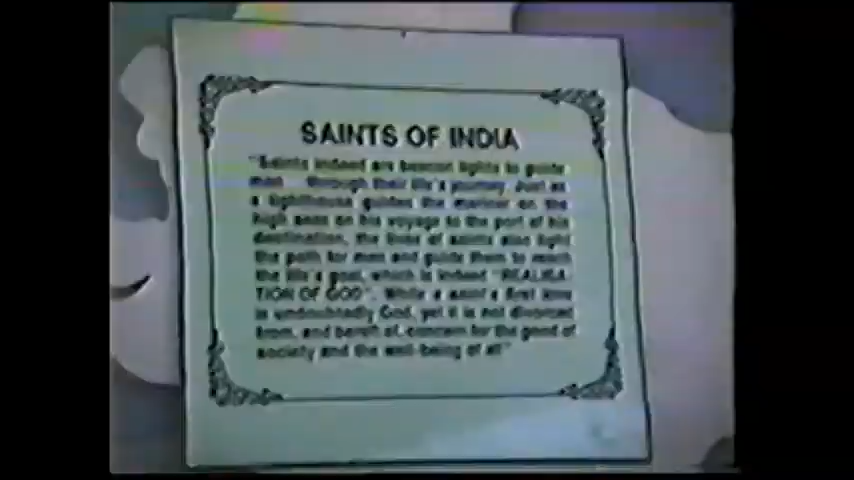 SAINTS OF INDIA
"Saints indeed are beacon lights to guide
man through their life's journey. Just as
a lighthouse guides the mariner on the
high seas on his voyage to the port of his
destination, the lives of saints also light
the path for men and guide them to reach
the life's goal, which is indeed "REALISA-
TION OF GOD". While a saint's first love
is undoubtedly God, yet it is not divorced
from, and bereft of, concern for the good of
society and the well-being of all"